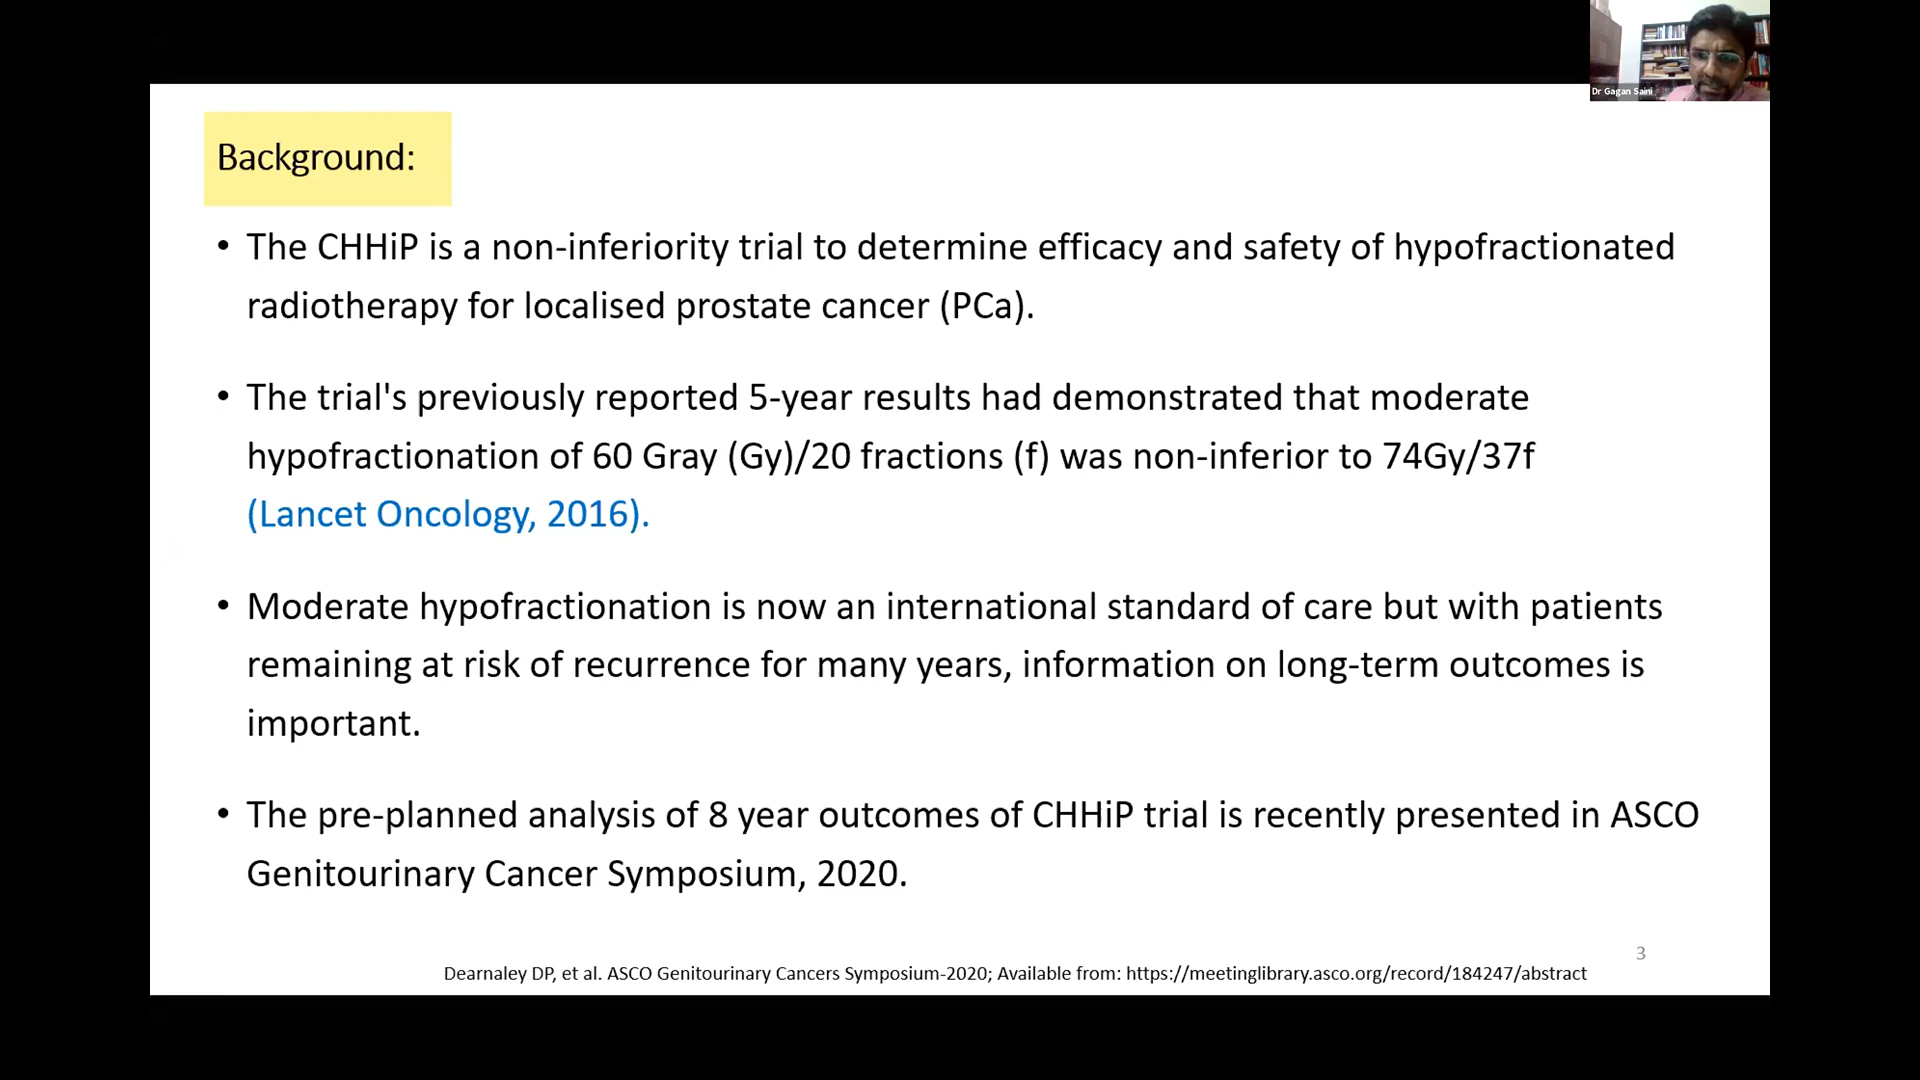 Dr Gagan Saini
Background:
• The CHHiP is a non-inferiority trial to determine efficacy and safety of hypofractionated
radiotherapy for localised prostate cancer (PCa).
• The trial's previously reported 5-year results had demonstrated that moderate
hypofractionation of 60 Gray (Gy)/20 fractions (f) was non-inferior to 74Gy/37f
(Lancet Oncology, 2016).
• Moderate hypofractionation is now an international standard of care but with patients
remaining at risk of recurrence for many years, information on long-term outcomes is
important.
• The pre-planned analysis of 8 year outcomes of CHHiP trial is recently presented in ASCO
Genitourinary Cancer Symposium, 2020.
3
Dearnaley DP, et al. ASCO Genitourinary Cancers Symposium-2020; Available from: https://meetinglibrary.asco.org/record/184247/abstract